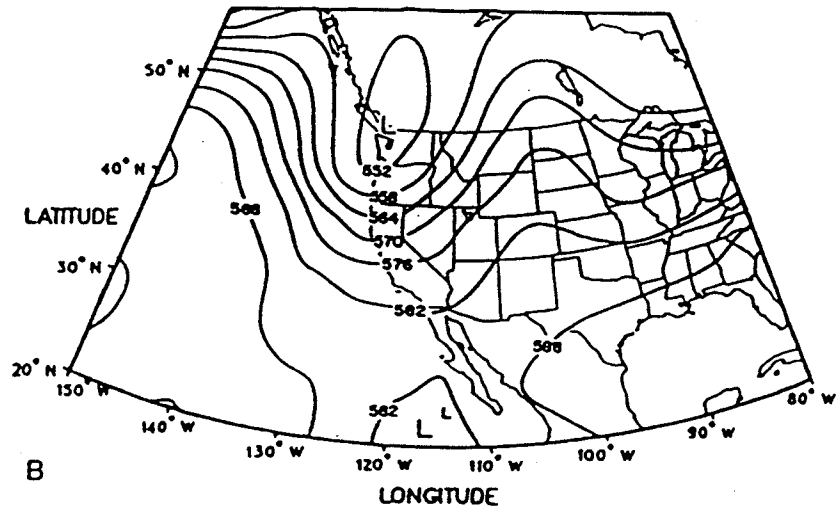 50° N
L
40° N
552
558
LATITUDE
568
564
570
576
30° N
582
588
20° N
150° W
582
L
L
80° W
140° W
90° W
130° W
120° W
110° W
100° W
B
LONGITUDE